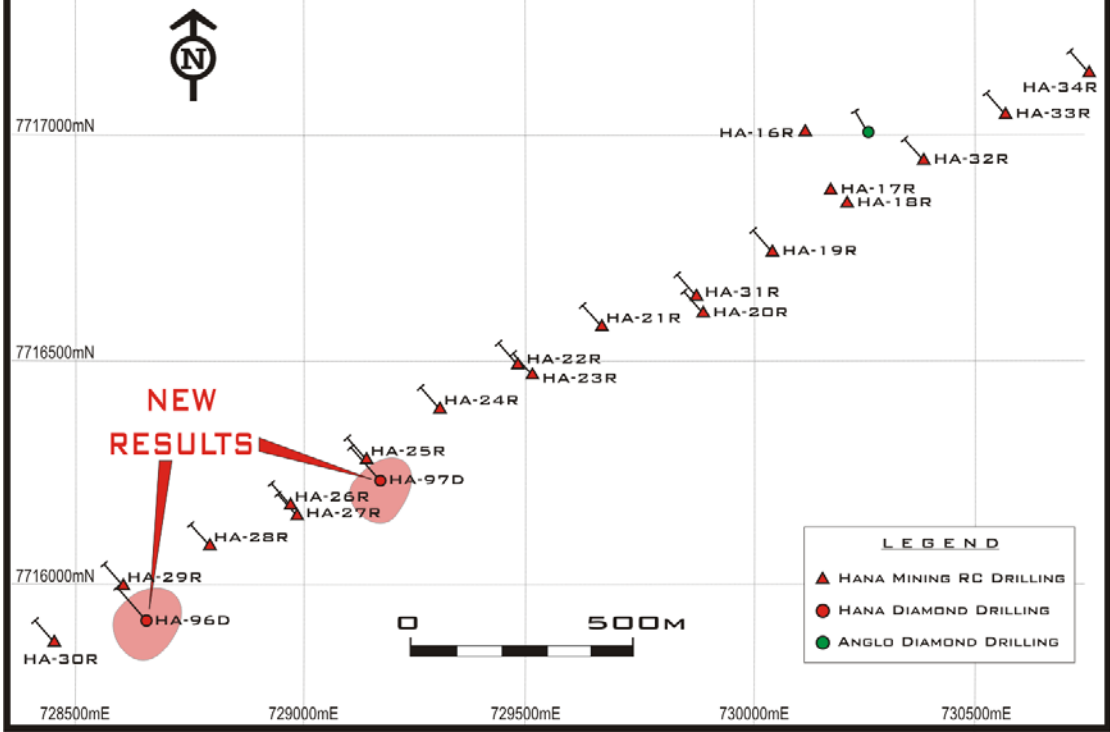 N
HA-34R
HA-33R
7717000mN
HA-16R
HA-32R
HA-17R
HA-18R
HA-19R
HA-31R
HA-20R
HA-21R
7716500mN
HA-22R
HA-23R
NEW
RESULTS
HA-24R
HA-25R
HA-97D
HA-26R
HA-27R
HA-28R
7716000mN
HA-29R
HA-96D
HA-30R
0 500M
LEGEND
HANA MINING RC DRILLING
HANA DIAMOND DRILLING
ANGLO DIAMOND DRILLING
728500mE 729000mE 729500mE 730000mE 730500mE